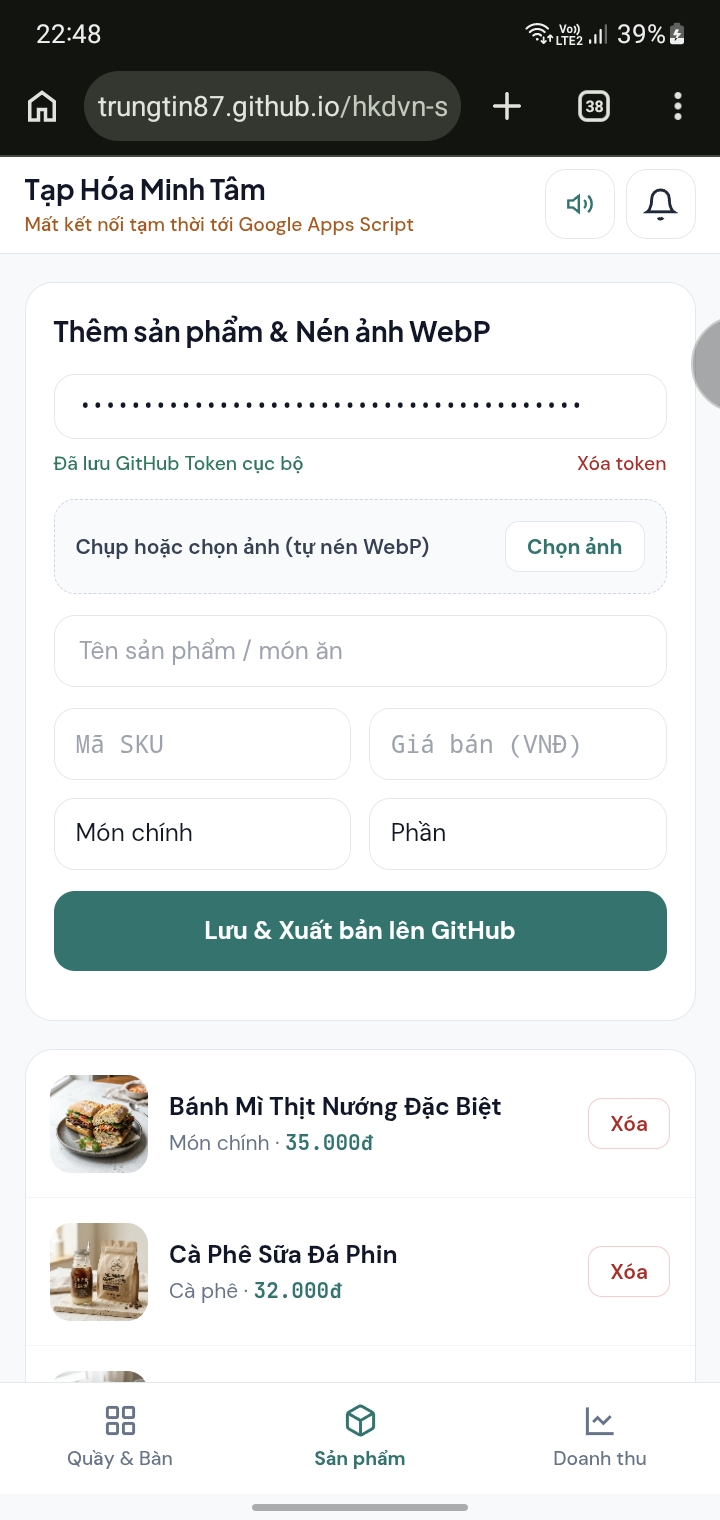 22:48
Vo))
LTE2
39%
trungtin87.github.io/hkdvn-s
38
Tạp Hóa Minh Tâm
Mất kết nối tạm thời tới Google Apps Script
Thêm sản phẩm & Nén ảnh WebP
Đã lưu GitHub Token cục bộ
Xóa token
Chụp hoặc chọn ảnh (tự nén WebP)
Chọn ảnh
Tên sản phẩm / món ăn
Mã SKU
Giá bán (VNĐ)
Món chính
Phần
Lưu & Xuất bản lên GitHub
Bánh Mì Thịt Nướng Đặc Biệt
Món chính · 35.000đ
Xóa
Cà Phê Sữa Đá Phin
Cà phê · 32.000đ
Xóa
Quầy & Bàn
Sản phẩm
Doanh thu